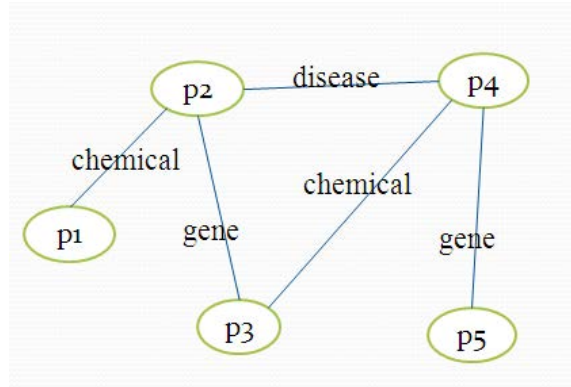 p2
disease
p4
chemical
chemical
p1
gene
gene
p3
p5